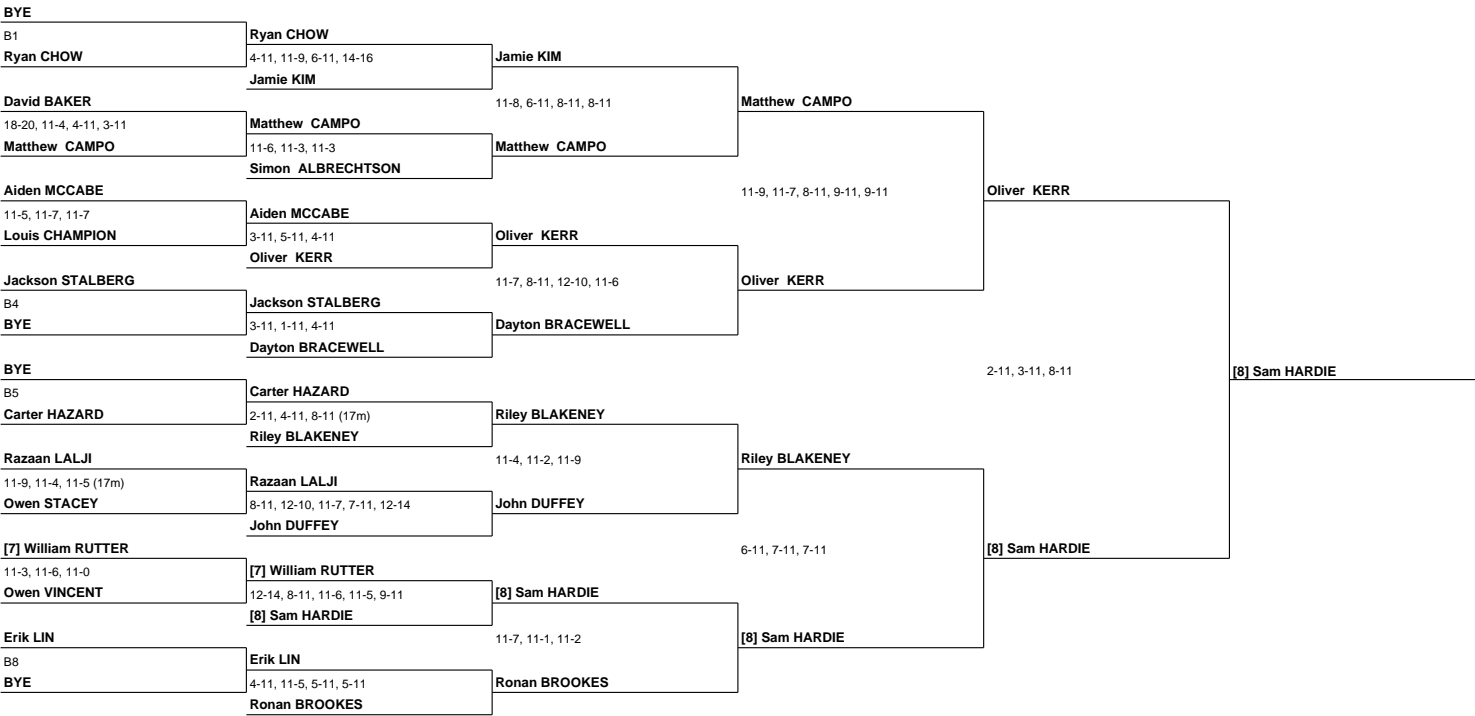 BYE
B1
Ryan CHOW
David BAKER
18-20, 11-4, 4-11, 3-11
Matthew CAMPO
Aiden MCCABE
11-5, 11-7, 11-7
Louis CHAMPION
Jackson STALBERG
B4
BYE
BYE
B5
Carter HAZARD
Razaan LALJI
11-9, 11-4, 11-5 (17m)
Owen STACEY
[7] William RUTTER
11-3, 11-6, 11-0
Owen VINCENT
Erik LIN
B8
BYE
Ryan CHOW
4-11, 11-9, 6-11, 14-16
Jamie KIM
Matthew CAMPO
11-6, 11-3, 11-3
Simon ALBRECHTSON
Aiden MCCABE
3-11, 5-11, 4-11
Oliver KERR
Jackson STALBERG
3-11, 1-11, 4-11
Dayton BRACEWELL
Carter HAZARD
2-11, 4-11, 8-11 (17m)
Riley BLAKENEY
Razaan LALJI
8-11, 12-10, 11-7, 7-11, 12-14
John DUFFEY
[7] William RUTTER
12-14, 8-11, 11-6, 11-5, 9-11
[8] Sam HARDIE
Erik LIN
4-11, 11-5, 5-11, 5-11
Ronan BROOKES
Jamie KIM
11-8, 6-11, 8-11, 8-11
Matthew CAMPO
Oliver KERR
11-7, 8-11, 12-10, 11-6
Dayton BRACEWELL
Riley BLAKENEY
11-4, 11-2, 11-9
John DUFFEY
[8] Sam HARDIE
11-7, 11-1, 11-2
Ronan BROOKES
Matthew CAMPO
11-9, 11-7, 8-11, 9-11, 9-11
Oliver KERR
Riley BLAKENEY
6-11, 7-11, 7-11
[8] Sam HARDIE
Oliver KERR
2-11, 3-11, 8-11
[8] Sam HARDIE
[8] Sam HARDIE